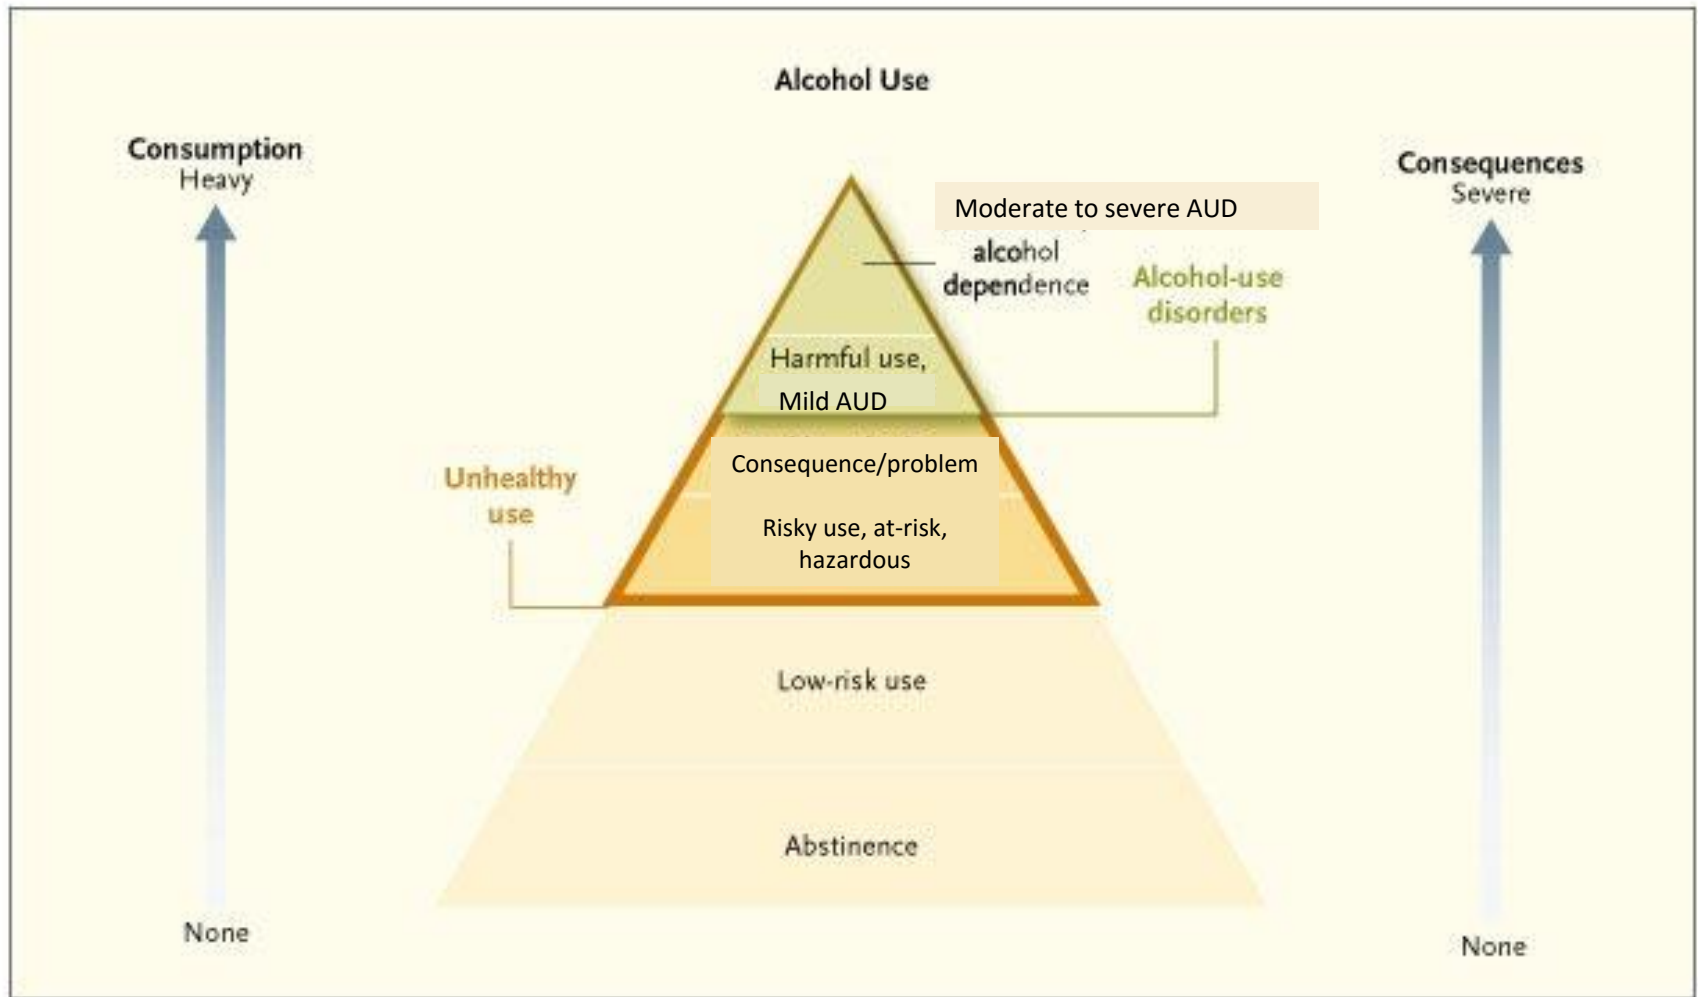 Alcohol Use
Consumption
Heavy
Consequences
Severe
Moderate to severe AUD
alcohol
dependence
Alcohol-use
disorders
Harmful use,
Mild AUD
Unhealthy
use
Consequence/problem
Risky use, at-risk,
hazardous
Low-risk use
Abstinence
None
None